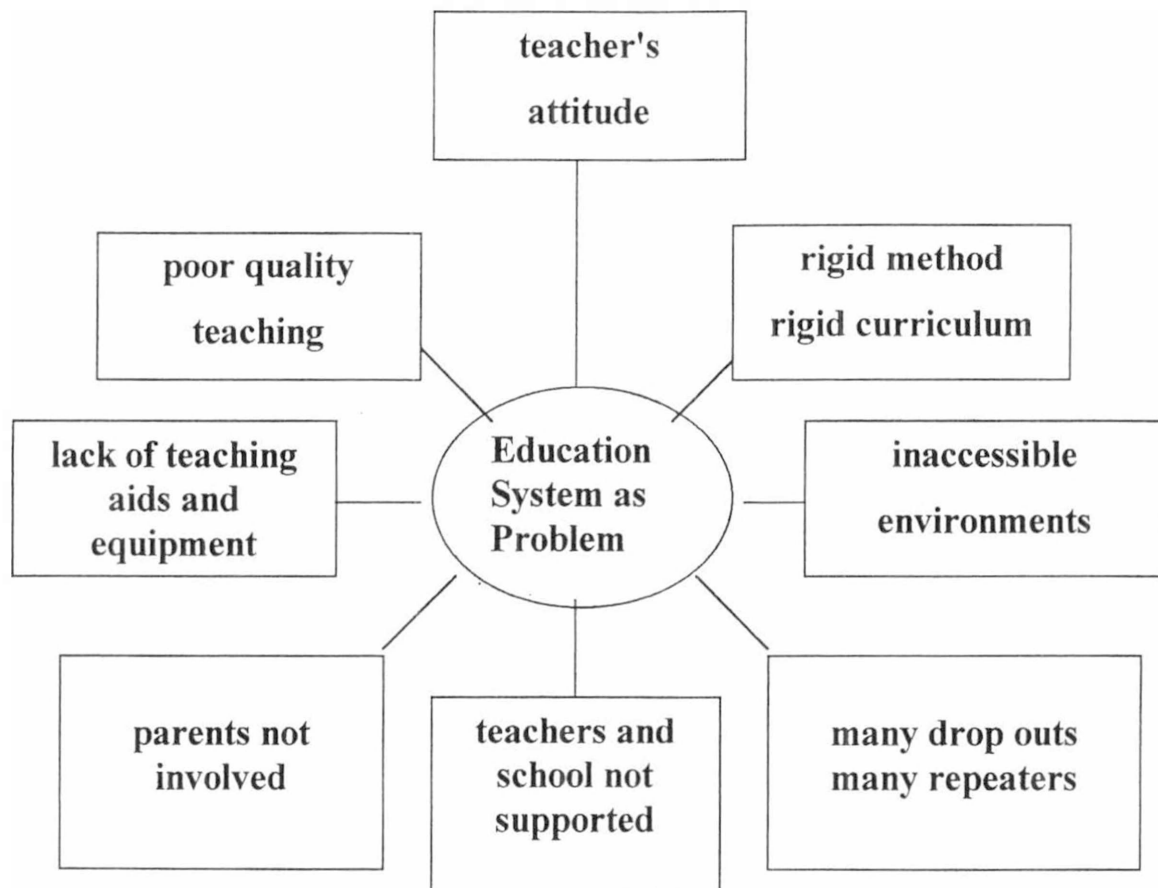 teacher's
attitude
poor quality
teaching
rigid method
rigid curriculum
lack of teaching
aids and
equipment
Education
System as
Problem
inaccessible
environments
parents not
involved
teachers and
school not
supported
many drop outs
many repeaters